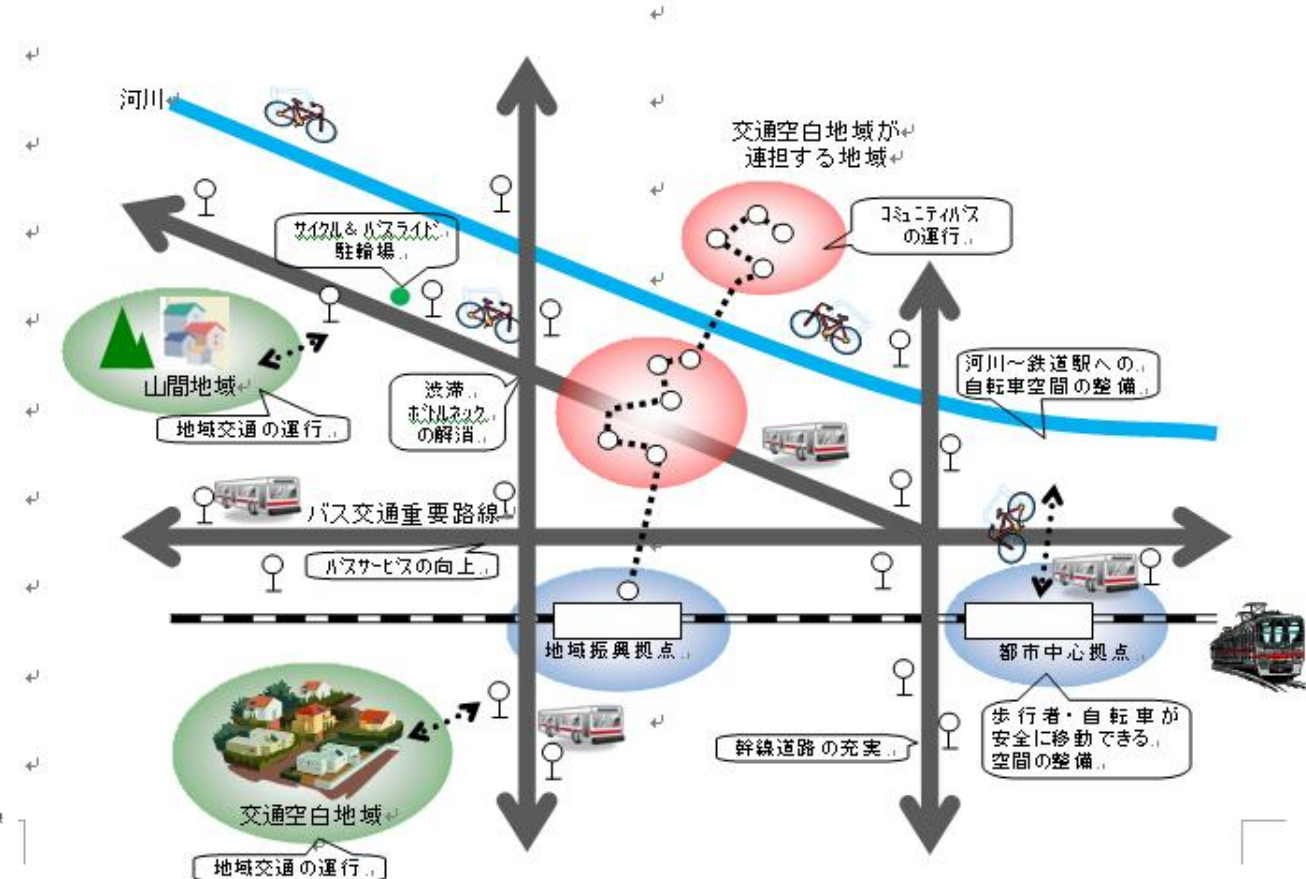 河川
交通空白地域が
連担する地域
サイクル&バスライド
駐輪場
コミュニティバス
の運行
山間地域
地域交通の運行
渋滞
ボトルネック
の解消
河川～鉄道駅への
自転車空間の整備
バス交通重要路線
バスサービスの向上
地域振興拠点
都市中心拠点
幹線道路の充実
歩行者・自転車が
安全に移動できる
空間の整備
交通空白地域
地域交通の運行